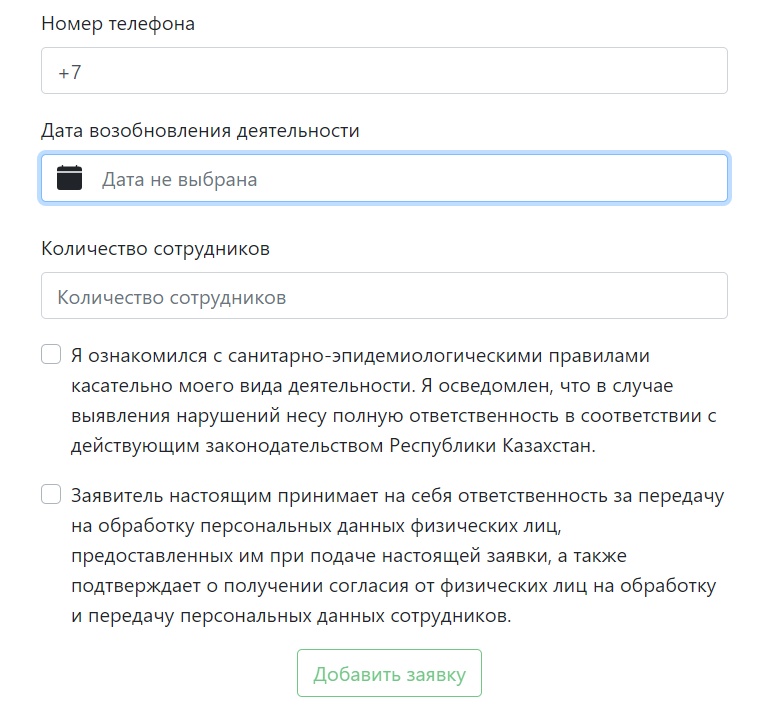 Номер телефона
+7
Дата возобновления деятельности
Дата не выбрана
Количество сотрудников
Количество сотрудников
Я ознакомился с санитарно-эпидемиологическими правилами
касательно моего вида деятельности. Я осведомлен, что в случае
выявления нарушений несу полную ответственность в соответствии с
действующим законодательством Республики Казахстан.
Заявитель настоящим принимает на себя ответственность за передачу
на обработку персональных данных физических лиц,
предоставленных им при подаче настоящей заявки, а также
подтверждает о получении согласия от физических лиц на обработку
и передачу персональных данных сотрудников.
Добавить заявку